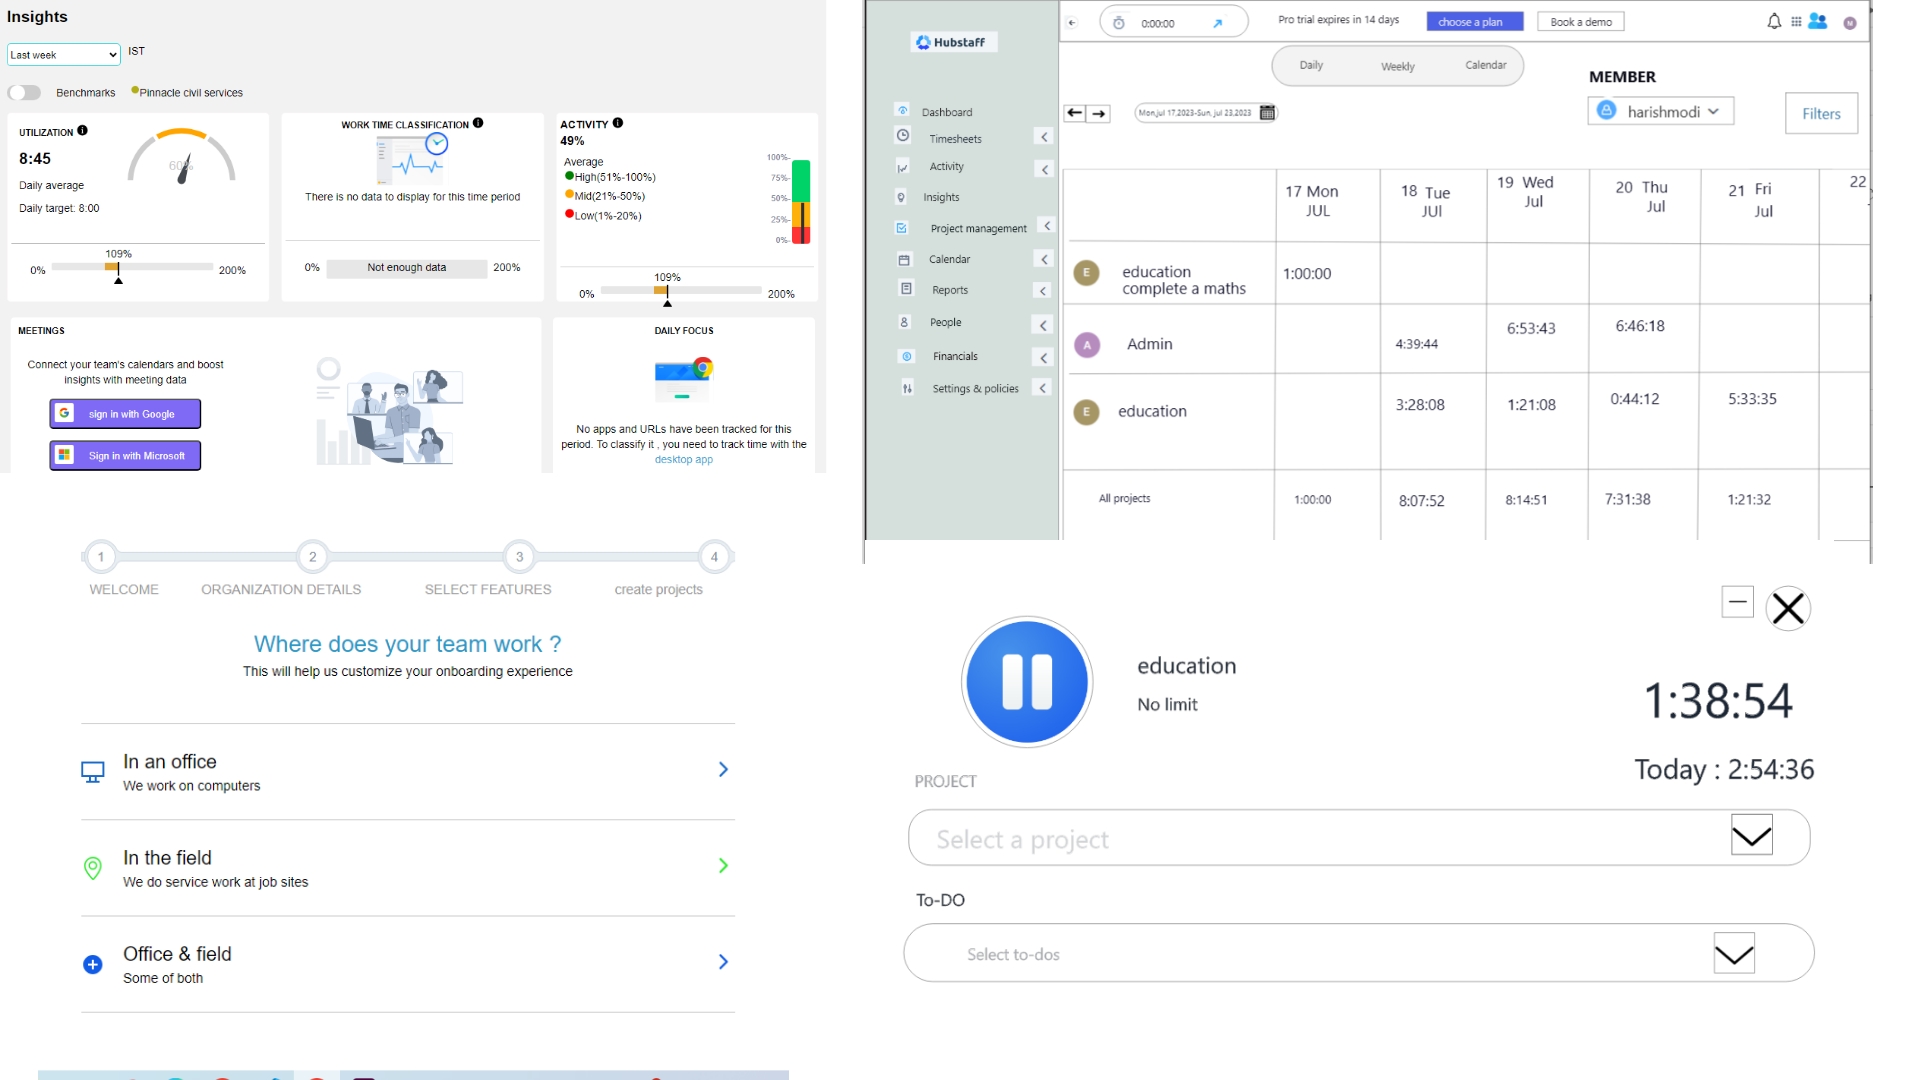 Insights
Last week
IST
Benchmarks
Pinnacle civil services
UTILIZATION
8:45
Daily average
Daily target: 8:00
60%
109%
0%
200%
WORK TIME CLASSIFICATION
There is no data to display for this time period
0%
Not enough data
200%
ACTIVITY
49%
Average
High(51%-100%)
Mid(21%-50%)
Low(1%-20%)
100%-
75%-
50%-
25%-
0%-
109%
0%
200%
MEETINGS
Connect your team's calendars and boost
insights with meeting data
sign in with Google
Sign in with Microsoft
DAILY FOCUS
No apps and URLs have been tracked for this
period. To classify it , you need to track time with the
desktop app
1
2
3
4
WELCOME
ORGANIZATION DETAILS
SELECT FEATURES
create projects
Where does your team work ?
This will help us customize your onboarding experience
In an office
We work on computers
In the field
We do service work at job sites
Office & field
Some of both
Hubstaff
Dashboard
Timesheets
Activity
Insights
Project management
Calendar
Reports
People
Financials
Settings & policies
0:00:00
Pro trial expires in 14 days
choose a plan
Book a demo
Daily
Weekly
Calendar
MEMBER
harishmodi
Filters
Mon,jul 17,2023-Sun, jul 23,2023
17 Mon
JUL
18 Tue
JUl
19 Wed
Jul
20 Thu
Jul
21 Fri
Jul
22
E
education
complete a maths
1:00:00
A
Admin
4:39:44
6:53:43
6:46:18
E
education
3:28:08
1:21:08
0:44:12
5:33:35
All projects
1:00:00
8:07:52
8:14:51
7:31:38
1:21:32
education
No limit
1:38:54
Today : 2:54:36
PROJECT
Select a project
To-DO
Select to-dos